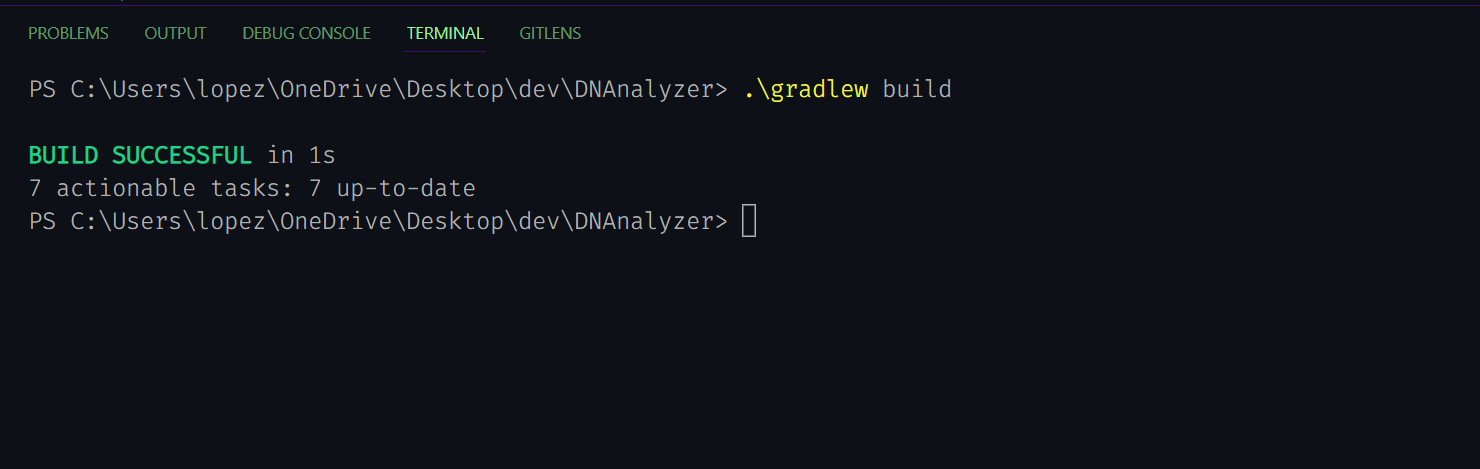 PROBLEMS OUTPUT DEBUG CONSOLE TERMINAL GITLENS
PS C:\Users\lopez\OneDrive\Desktop\dev\DNAnalyzer> .\gradlew build
BUILD SUCCESSFUL in 1s
7 actionable tasks: 7 up-to-date
PS C:\Users\lopez\OneDrive\Desktop\dev\DNAnalyzer>